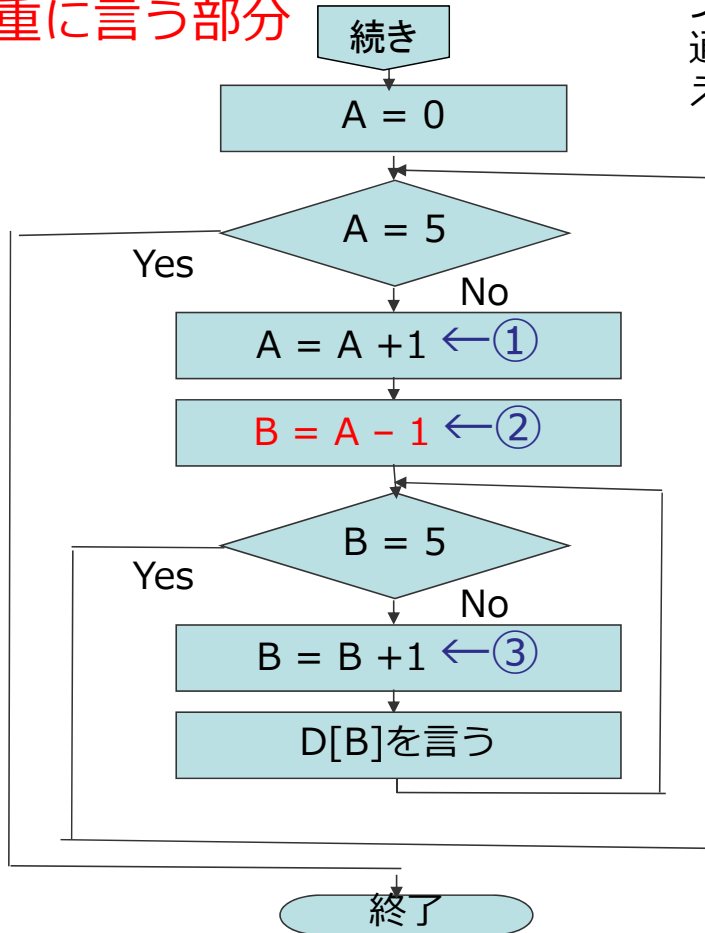 重に言う部分
続き
A = 0
A = 5
Yes
No
A = A +1 ←①
B = A – 1 ←②
B = 5
Yes
No
B = B +1 ←③
D[B]を言う
終了